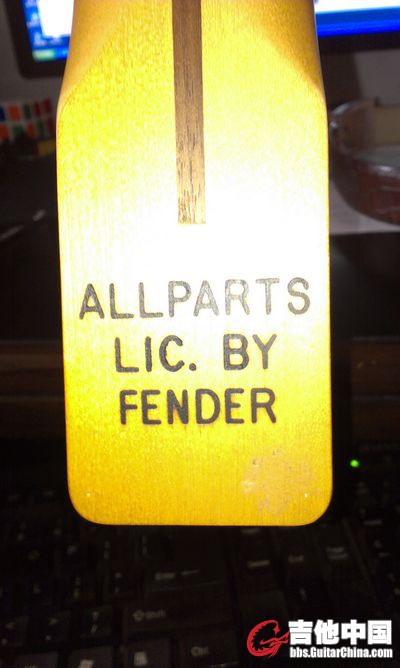 ALLPARTS
LIC. BY
FENDER
吉他中国
bbs.GuitarChina.com